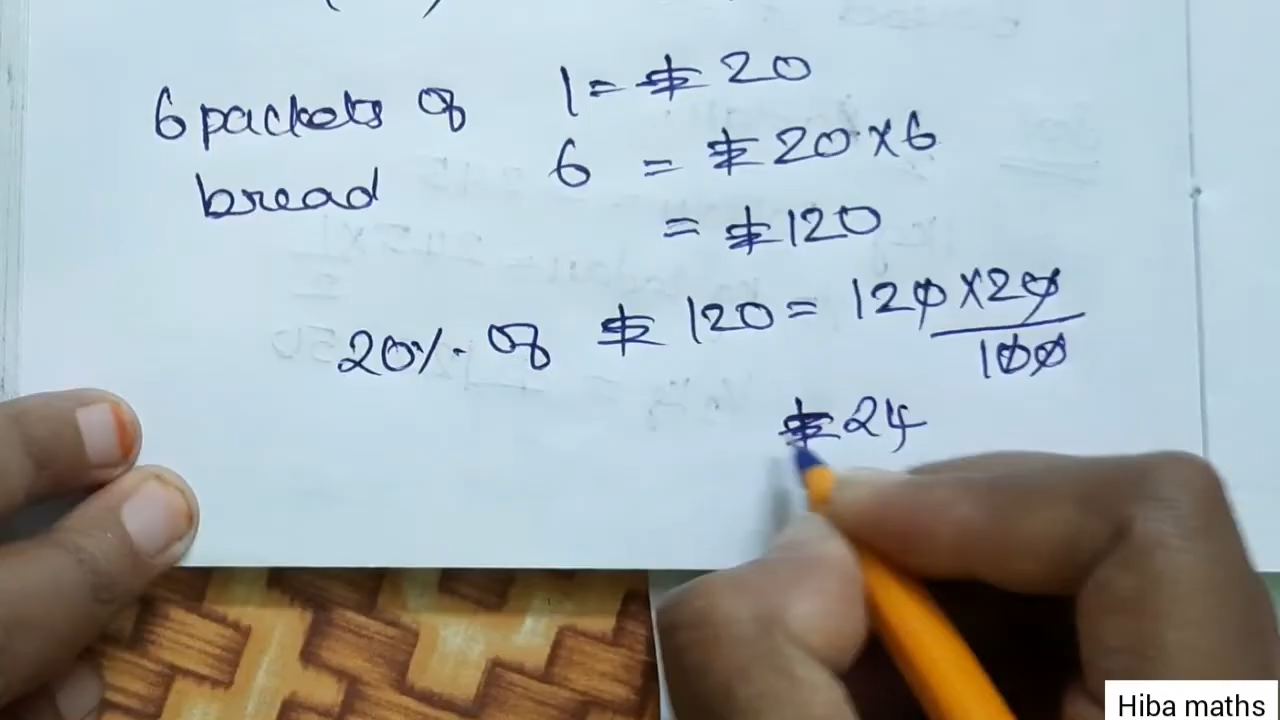 6 packets of
bread
1 = ₹ 20
6 = ₹ 20 × 6
= ₹ 120
20% of ₹ 120 = 120 × 20
100
₹ 24
Hiba maths